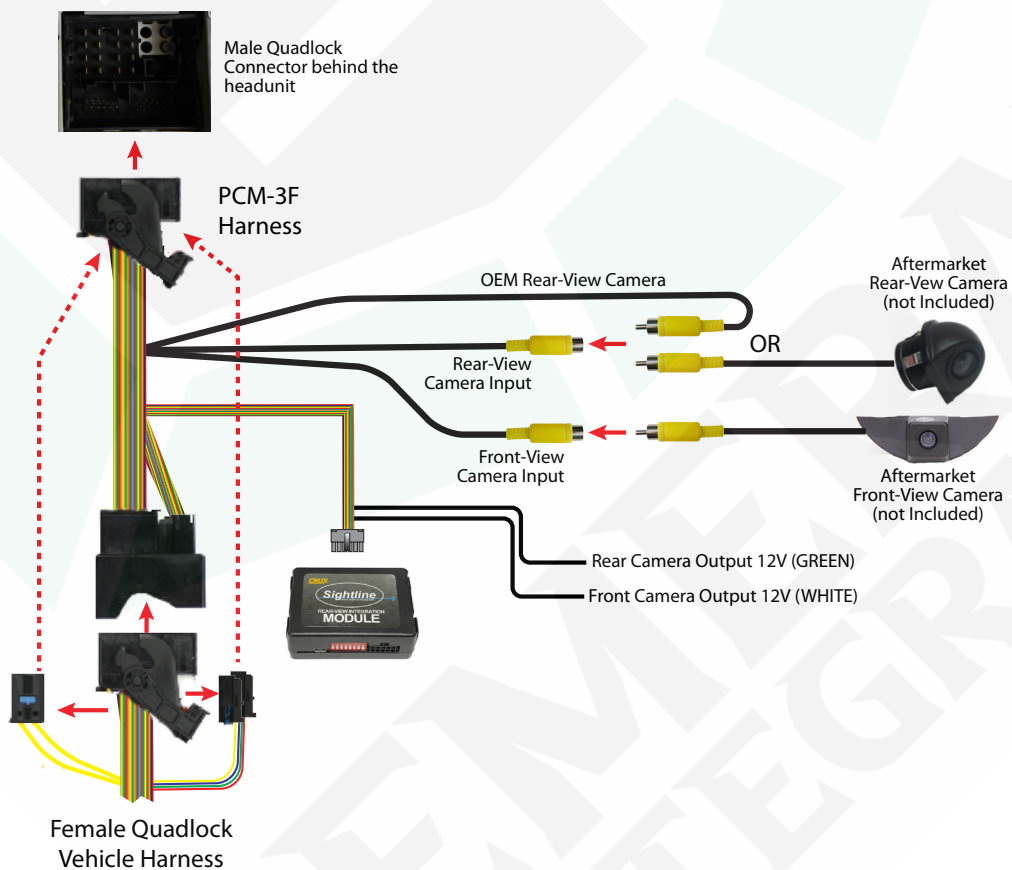 Male Quadlock
Connector behind the
headunit
PCM-3F
Harness
OEM Rear-View Camera
Aftermarket
Rear-Vew Camera
(not Included)
OR
Rear-View
Camera Input
Front-View
Camera Input
Aftermarket
Front-View Camera
(not Included)
Rear Camera Output 12V (GREEN)
Front Camera Output 12V (WHITE)
CRUX
Sightline
REAR-VIEW INTEGRATION
MODULE
Female Quadlock
Vehicle Harness